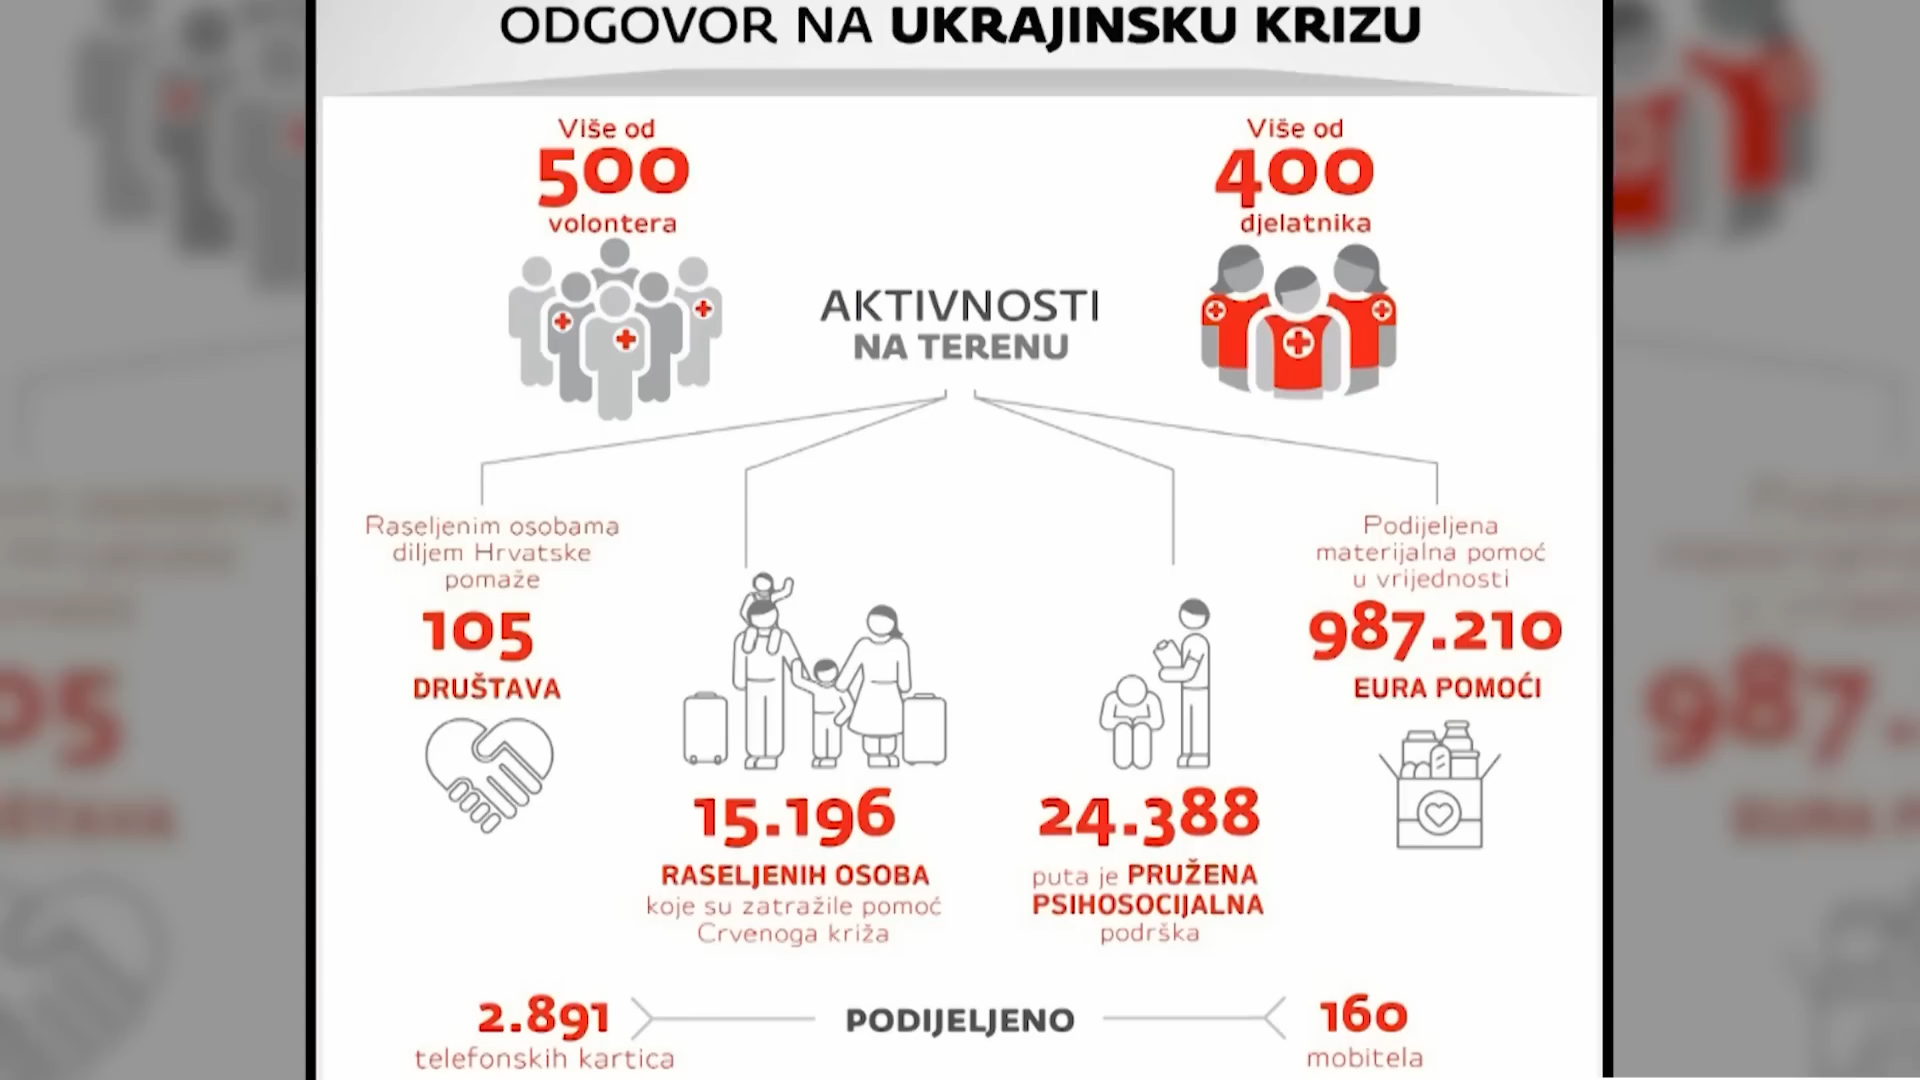 ODGOVOR NA UKRAJINSKU KRIZU
Više od
500
volontera
Više od
400
djelatnika
AKTIVNOSTI
NA TERENU
Raseljenim osobama
diljem Hrvatske
pomaže
105
DRUŠTAVA
15.196
RASELJENIH OSOBA
koje su zatražile pomoć
Crvenoga križa
24.388
puta je PRUŽENA
PSIHOSOCIJALNA
podrška
Podijeljena
materijalna pomoć
u vrijednosti
987.210
EURA POMOĆI
2.891
telefonskih kartica
PODIJELJENO
160
mobitela